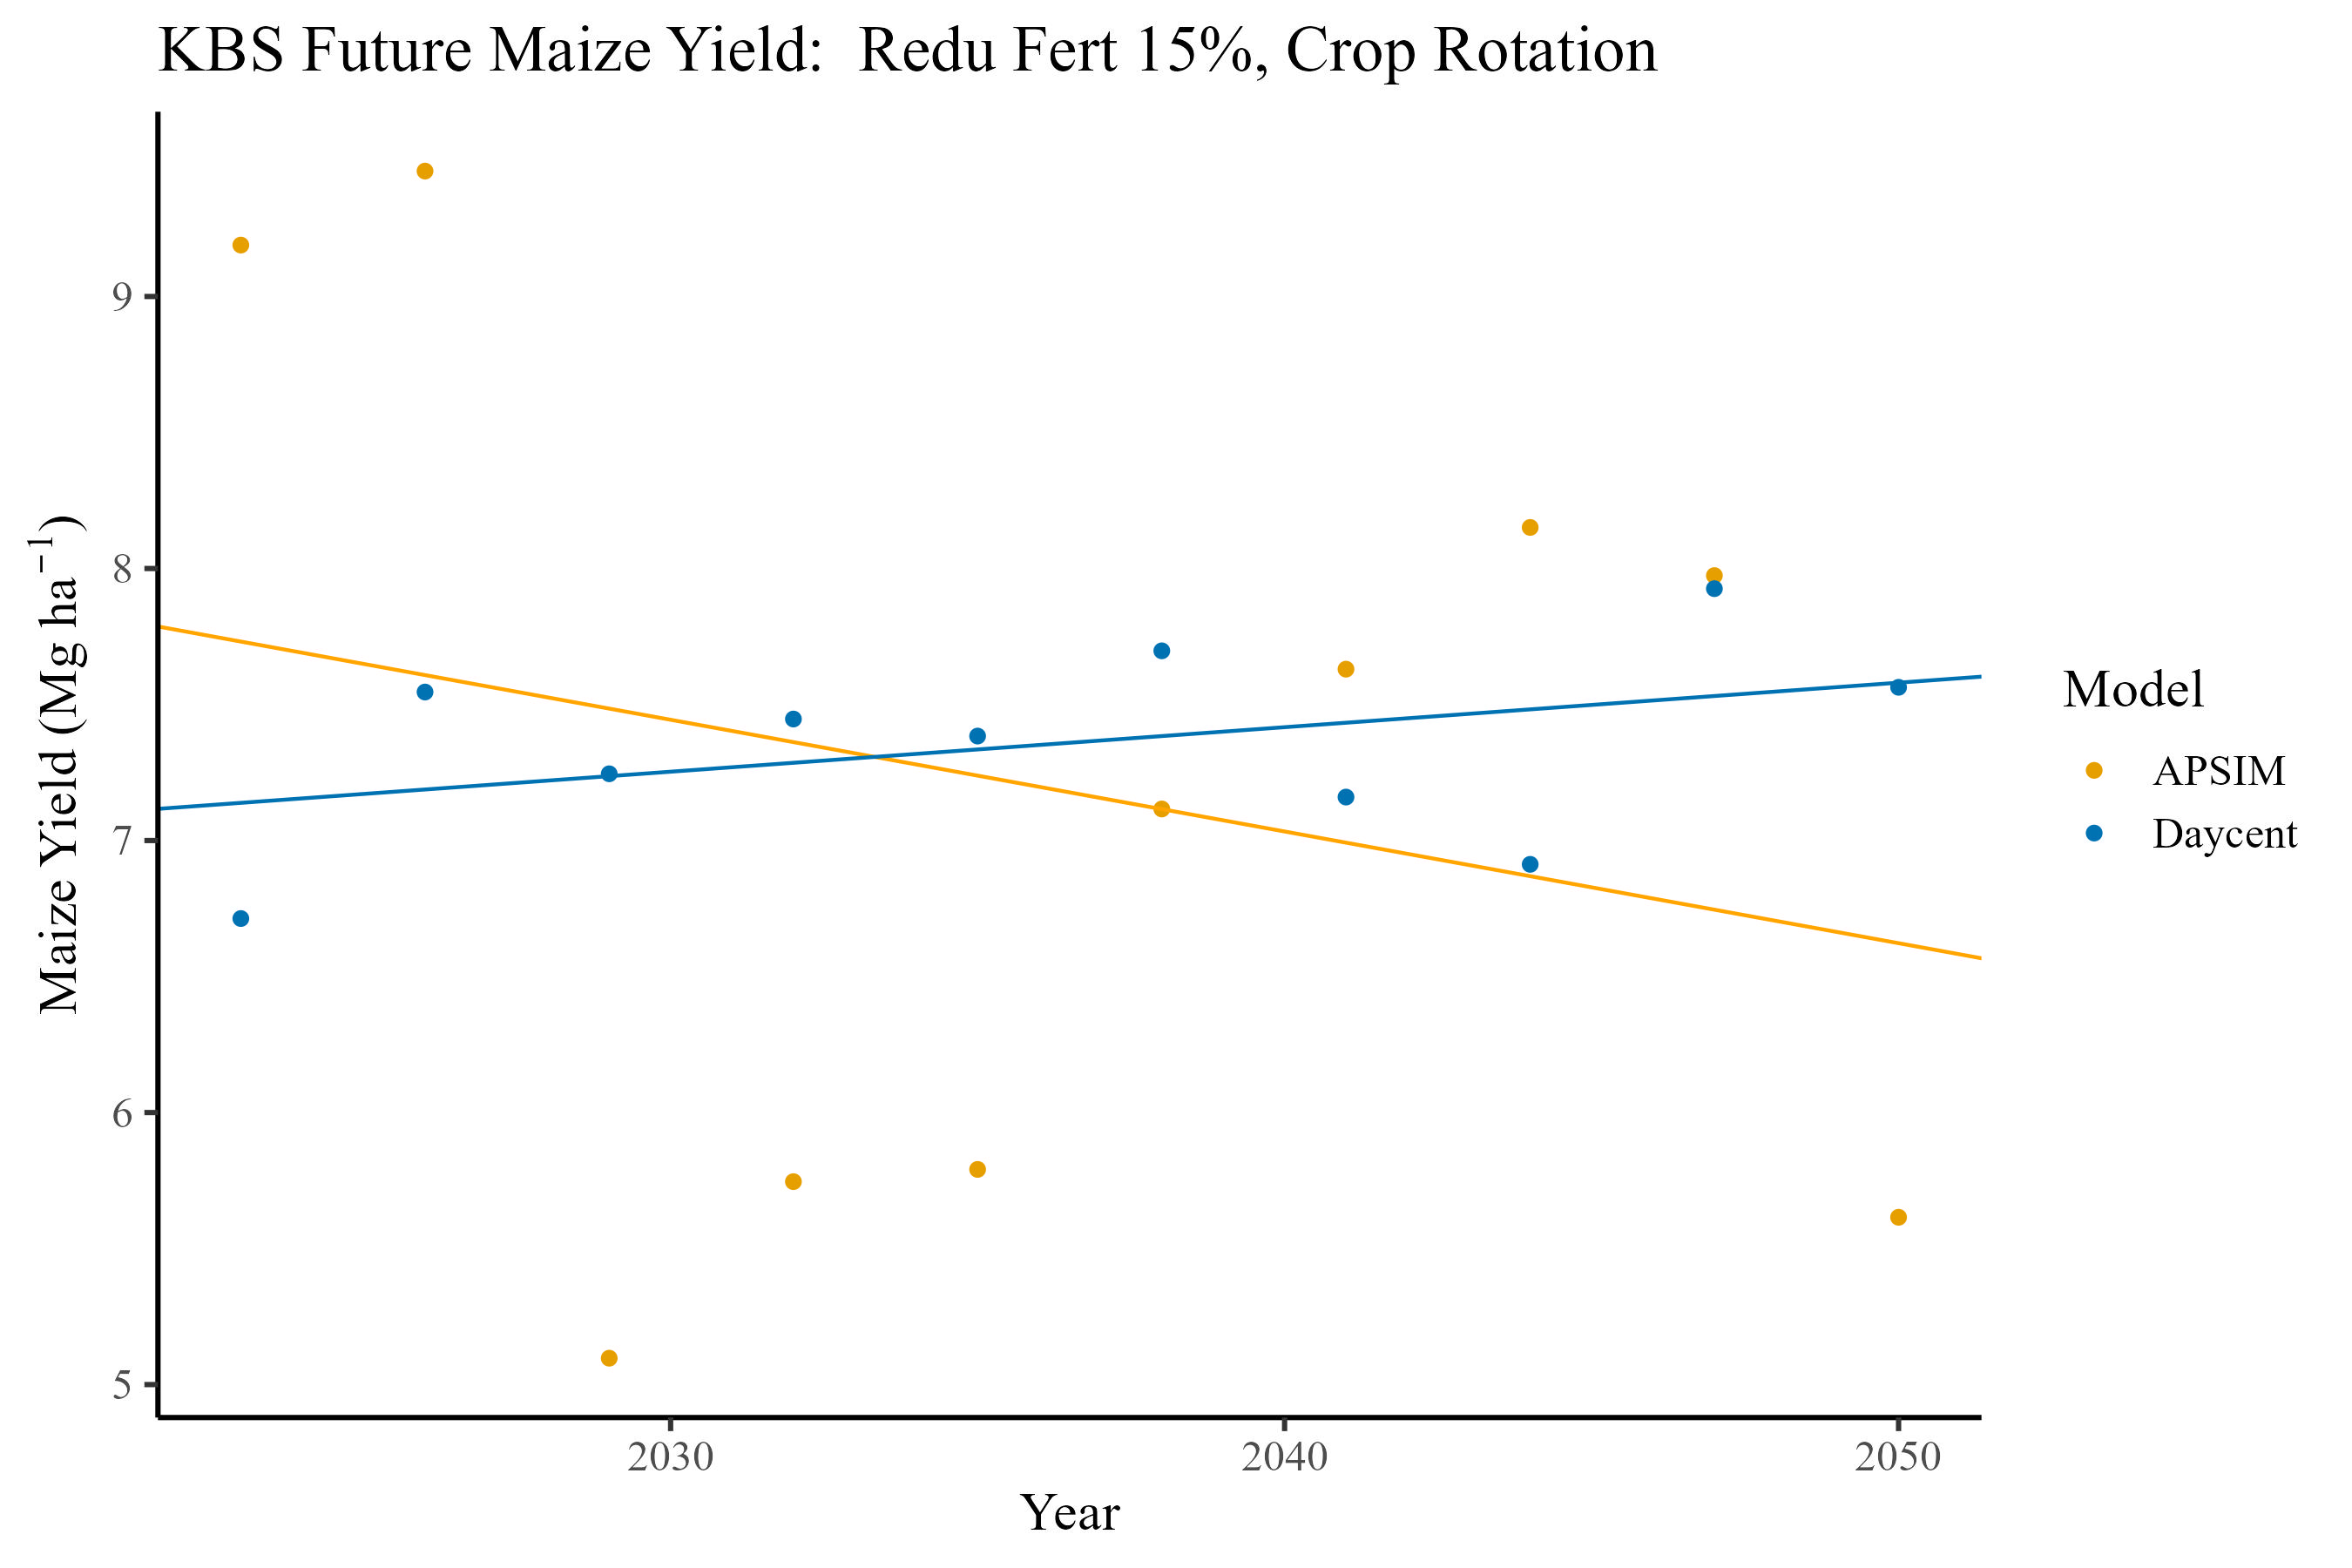 KBS Future Maize Yield:  Redu Fert 15%, Crop Rotation
Maize Yield (Mg ha⁻¹)
9
8
7
6
5
2030 2040 2050
Year
Model
APSIM
Daycent